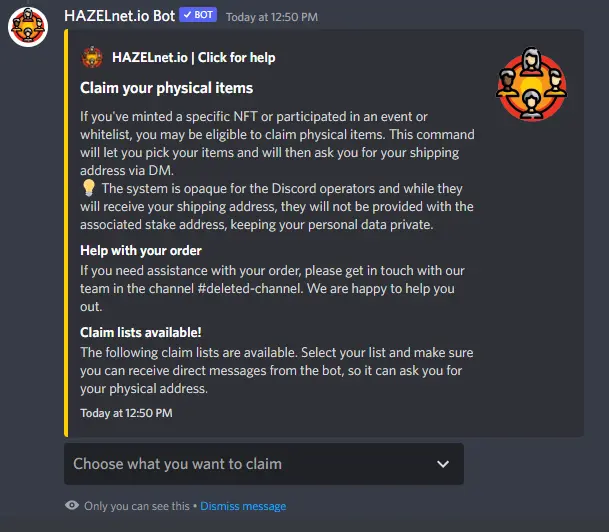 HAZELnet.io Bot ✓ BOT Today at 12:50 PM
HAZELnet.io | Click for help
Claim your physical items
If you've minted a specific NFT or participated in an event or
whitelist, you may be eligible to claim physical items. This command
will let you pick your items and will then ask you for your shipping
address via DM.
💡 The system is opaque for the Discord operators and while they
will receive your shipping address, they will not be provided with the
associated stake address, keeping your personal data private.
Help with your order
If you need assistance with your order, please get in touch with our
team in the channel #deleted-channel. We are happy to help you
out.
Claim lists available!
The following claim lists are available. Select your list and make sure
you can receive direct messages from the bot, so it can ask you for
your physical address.
Today at 12:50 PM
Choose what you want to claim
Only you can see this • Dismiss message